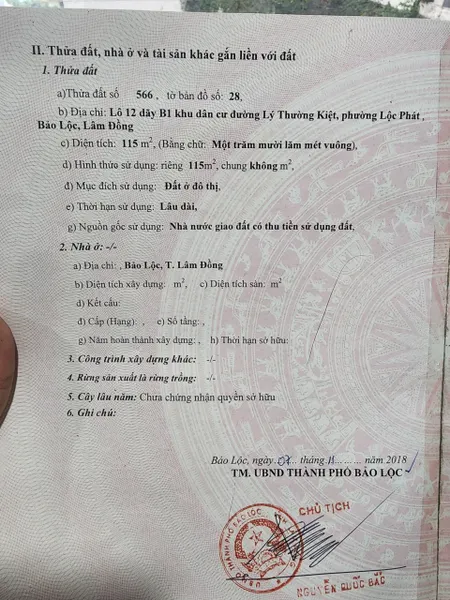 II. Thửa đất, nhà ở và tài sản khác gắn liền với đất
1. Thửa đất
a)Thửa đất số 566 , tờ bản đồ số: 28,
b) Địa chỉ: Lô 12 dãy B1 khu dân cư đường Lý Thường Kiệt, phường Lộc Phát ,
Bảo Lộc, Lâm Đồng
c) Diện tích: 115 m², (Bằng chữ: Một trăm mười lăm mét vuông),
d) Hình thức sử dụng: riêng 115m², chung không m²,
đ) Mục đích sử dụng: Đất ở đô thị,
e) Thời hạn sử dụng: Lâu dài,
g) Nguồn gốc sử dụng: Nhà nước giao đất có thu tiền sử dụng đất,
2. Nhà ở: -/-
a) Địa chỉ: , Bảo Lộc, T. Lâm Đồng
b) Diện tích xây dựng: m², c) Diện tích sàn: m²
d) Kết cấu:
đ) Cấp (Hạng): , e) Số tầng: ,
g) Năm hoàn thành xây dựng: , h) Thời hạn sở hữu:
3. Công trình xây dựng khác: -/-
4. Rừng sản xuất là rừng trồng: -/-
5. Cây lâu năm: Chưa chứng nhận quyền sở hữu
6. Ghi chú:
Bảo Lộc, ngày 07 tháng 11 năm 2018
TM. UBND THÀNH PHỐ BẢO LỘC
CHỦ TỊCH
THÀNH PHỐ BẢO LỘC
NGUYỄN QUỐC BẮC